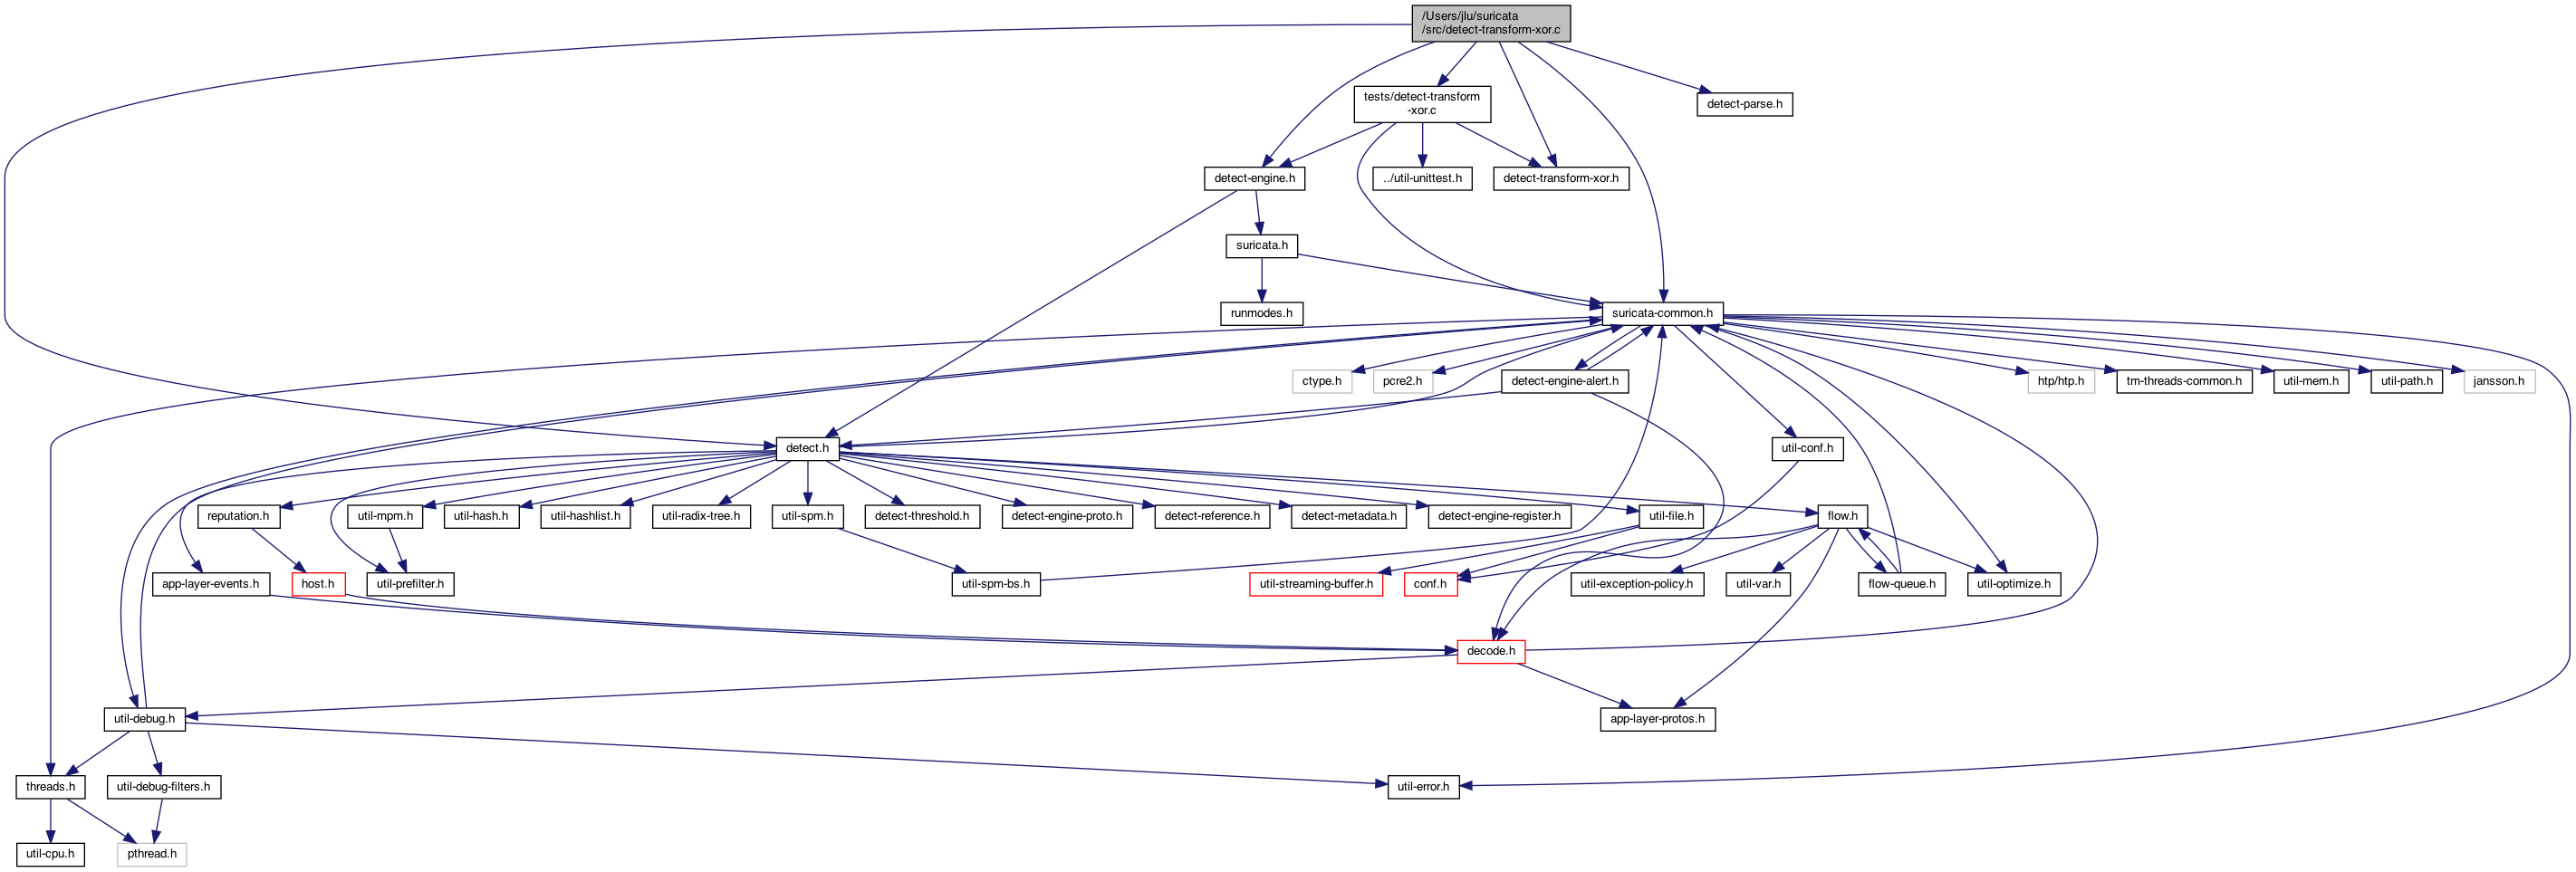 /Users/jlu/suricata
/src/detect-transform-xor.c
tests/detect-transform
-xor.c
detect-parse.h
detect-engine.h
../util-unittest.h
detect-transform-xor.h
suricata.h
runmodes.h
suricata-common.h
ctype.h
pcre2.h
detect-engine-alert.h
htp/htp.h
tm-threads-common.h
util-mem.h
util-path.h
jansson.h
detect.h
util-conf.h
reputation.h
util-mpm.h
util-hash.h
util-hashlist.h
util-radix-tree.h
util-spm.h
detect-threshold.h
detect-engine-proto.h
detect-reference.h
detect-metadata.h
detect-engine-register.h
util-file.h
flow.h
app-layer-events.h
host.h
util-prefilter.h
util-spm-bs.h
util-streaming-buffer.h
conf.h
util-exception-policy.h
util-var.h
flow-queue.h
util-optimize.h
decode.h
util-debug.h
app-layer-protos.h
threads.h
util-debug-filters.h
util-error.h
util-cpu.h
pthread.h